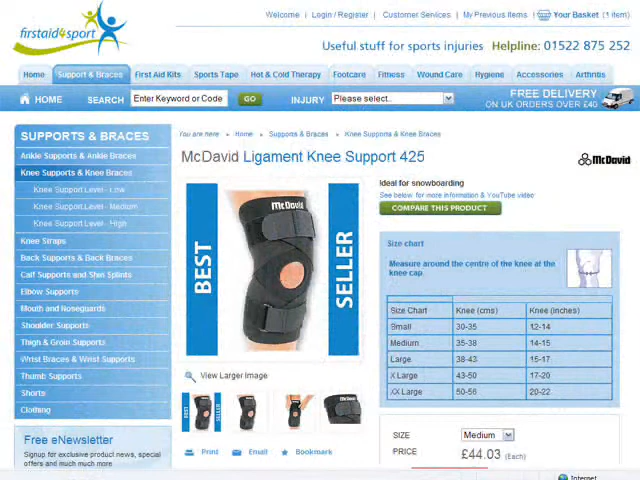 firstaid4sport
Welcome | Login / Register | Customer Services | My Previous Items | Your Basket (1 item)
Useful stuff for sports injuries Helpline: 01522 875 252
Home Support & Braces First Aid Kits Sports Tape Hot & Cold Therapy Footcare Fitness Wound Care Hygiene Accessories Arthritis
HOME SEARCH Enter Keyword or Code GO INJURY Please select..
FREE DELIVERY
ON UK ORDERS OVER £40
SUPPORTS & BRACES
Ankle Supports & Ankle Braces
Knee Supports & Knee Braces
Knee Support Level - Low
Knee Support Level - Medium
Knee Support Level - High
Knee Straps
Back Supports & Back Braces
Calf Supports and Shin Splints
Elbow Supports
Mouth and Noseguards
Shoulder Supports
Thigh & Groin Supports
Wrist Braces & Wrist Supports
Thumb Supports
Shorts
Clothing
Free eNewsletter
Signup for exclusive product news, special
offers and much much more
You are here Home Supports & Braces Knee Supports & Knee Braces
McDavid Ligament Knee Support 425
McDavid
BEST
McDavid
SELLER
View Larger Image
BEST
SELLER
Print Email Bookmark
Ideal for snowboarding
See below for more information & YouTube video
COMPARE THIS PRODUCT
Size chart
Measure around the centre of the knee at the
knee cap.
Size Chart Knee (cms) Knee (inches)
Small 30-35 12-14
Medium 35-38 14-15
Large 38-43 15-17
X Large 43-50 17-20
XX Large 50-56 20-22
SIZE Medium
PRICE £44.03 (Each)
Internet